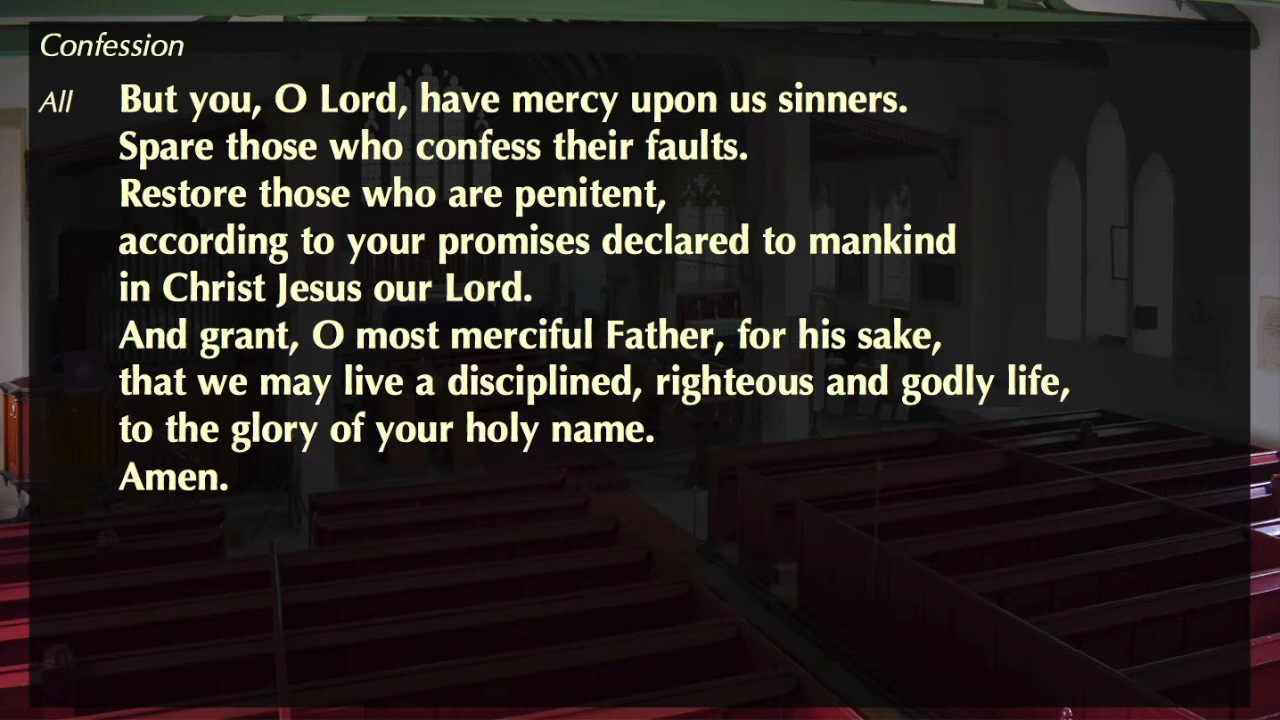 Confession
All But you, O Lord, have mercy upon us sinners.
Spare those who confess their faults.
Restore those who are penitent,
according to your promises declared to mankind
in Christ Jesus our Lord.
And grant, O most merciful Father, for his sake,
that we may live a disciplined, righteous and godly life,
to the glory of your holy name.
Amen.